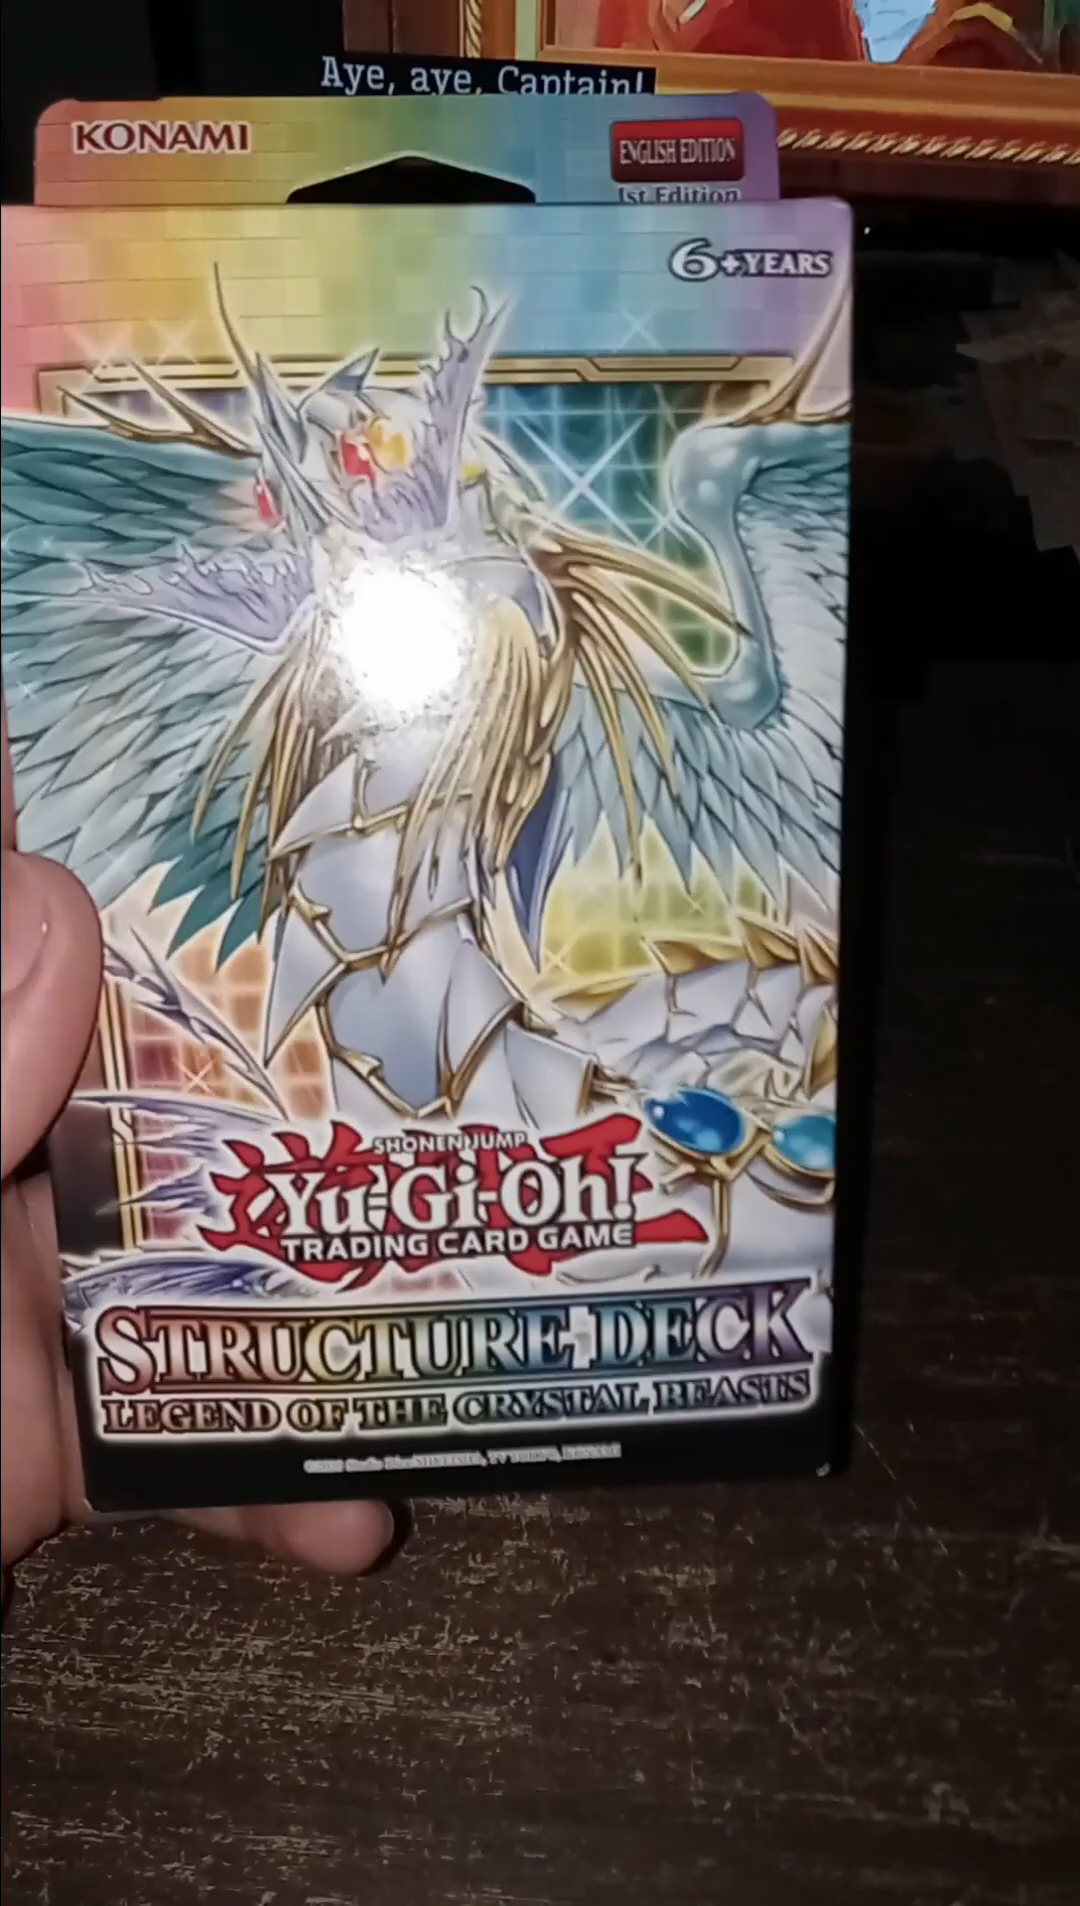 Aye, aye, Captain!
KONAMI
ENGLISH EDITION
1st Edition
6+YEARS
SHONEN JUMP
Yu-Gi-Oh!
TRADING CARD GAME
STRUCTURE DECK
LEGEND OF THE CRYSTAL BEASTS